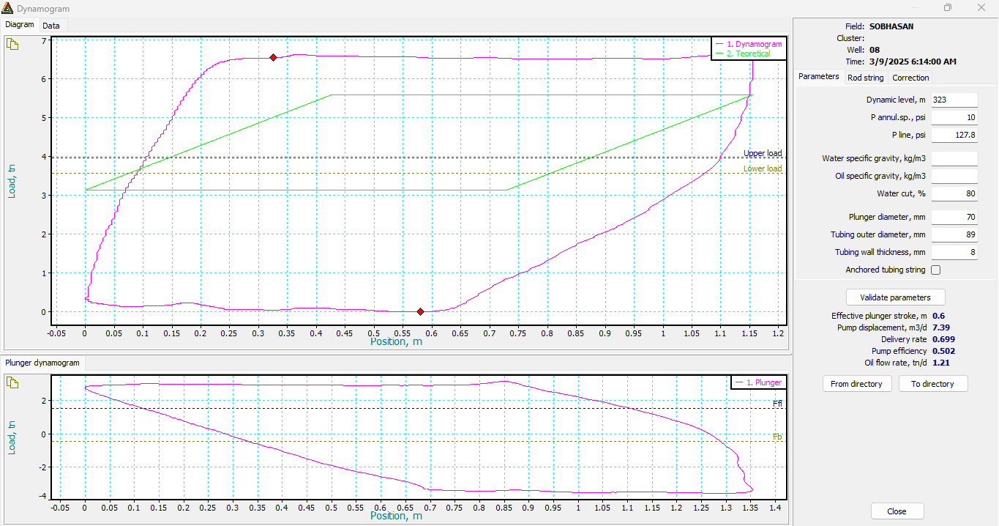 Dynamogram
Diagram Data
1. Dynamogram
2. Teoretical
Load, tn
7
6
5
4
3
2
1
0
Upper load
Lower load
-0.05 0 0.05 0.1 0.15 0.2 0.25 0.3 0.35 0.4 0.45 0.5 0.55 0.6 0.65 0.7 0.75 0.8 0.85 0.9 0.95 1 1.05 1.1 1.15 1.2
Position, m
Plunger dynamogram
1. Plunger
Load, tn
2
0
-2
-4
Ffl
Fb
-0.05 0 0.05 0.1 0.15 0.2 0.25 0.3 0.35 0.4 0.45 0.5 0.55 0.6 0.65 0.7 0.75 0.8 0.85 0.9 0.95 1 1.05 1.1 1.15 1.2 1.25 1.3 1.35 1.4
Position, m
Field: SOBHASAN
Cluster:
Well: 08
Time: 3/9/2025 6:14:00 AM
Parameters Rod string Correction
Dynamic level, m 323
P annul.sp., psi 10
P line, psi 127.8
Water specific gravity, kg/m3
Oil specific gravity, kg/m3
Water cut, % 80
Plunger diameter, mm 70
Tubing outer diameter, mm 89
Tubing wall thickness, mm 8
Anchored tubing string
Validate parameters
Effective plunger stroke, m 0.6
Pump displacement, m3/d 7.39
Delivery rate 0.699
Pump efficiency 0.502
Oil flow rate, tn/d 1.21
From directory To directory
Close